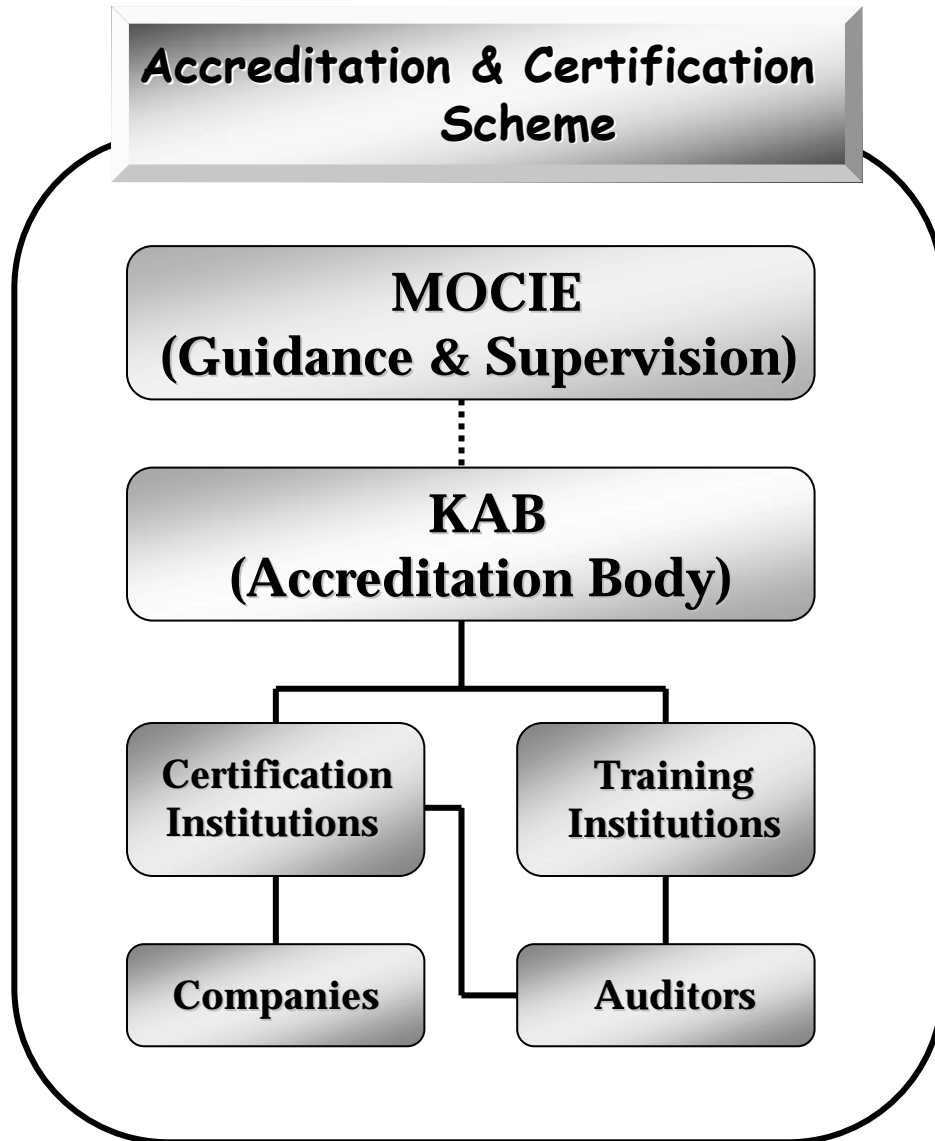 Accreditation & Certification
Scheme
MOCIE
(Guidance & Supervision)
KAB
(Accreditation Body)
Certification
Institutions
Training
Institutions
Companies
Auditors